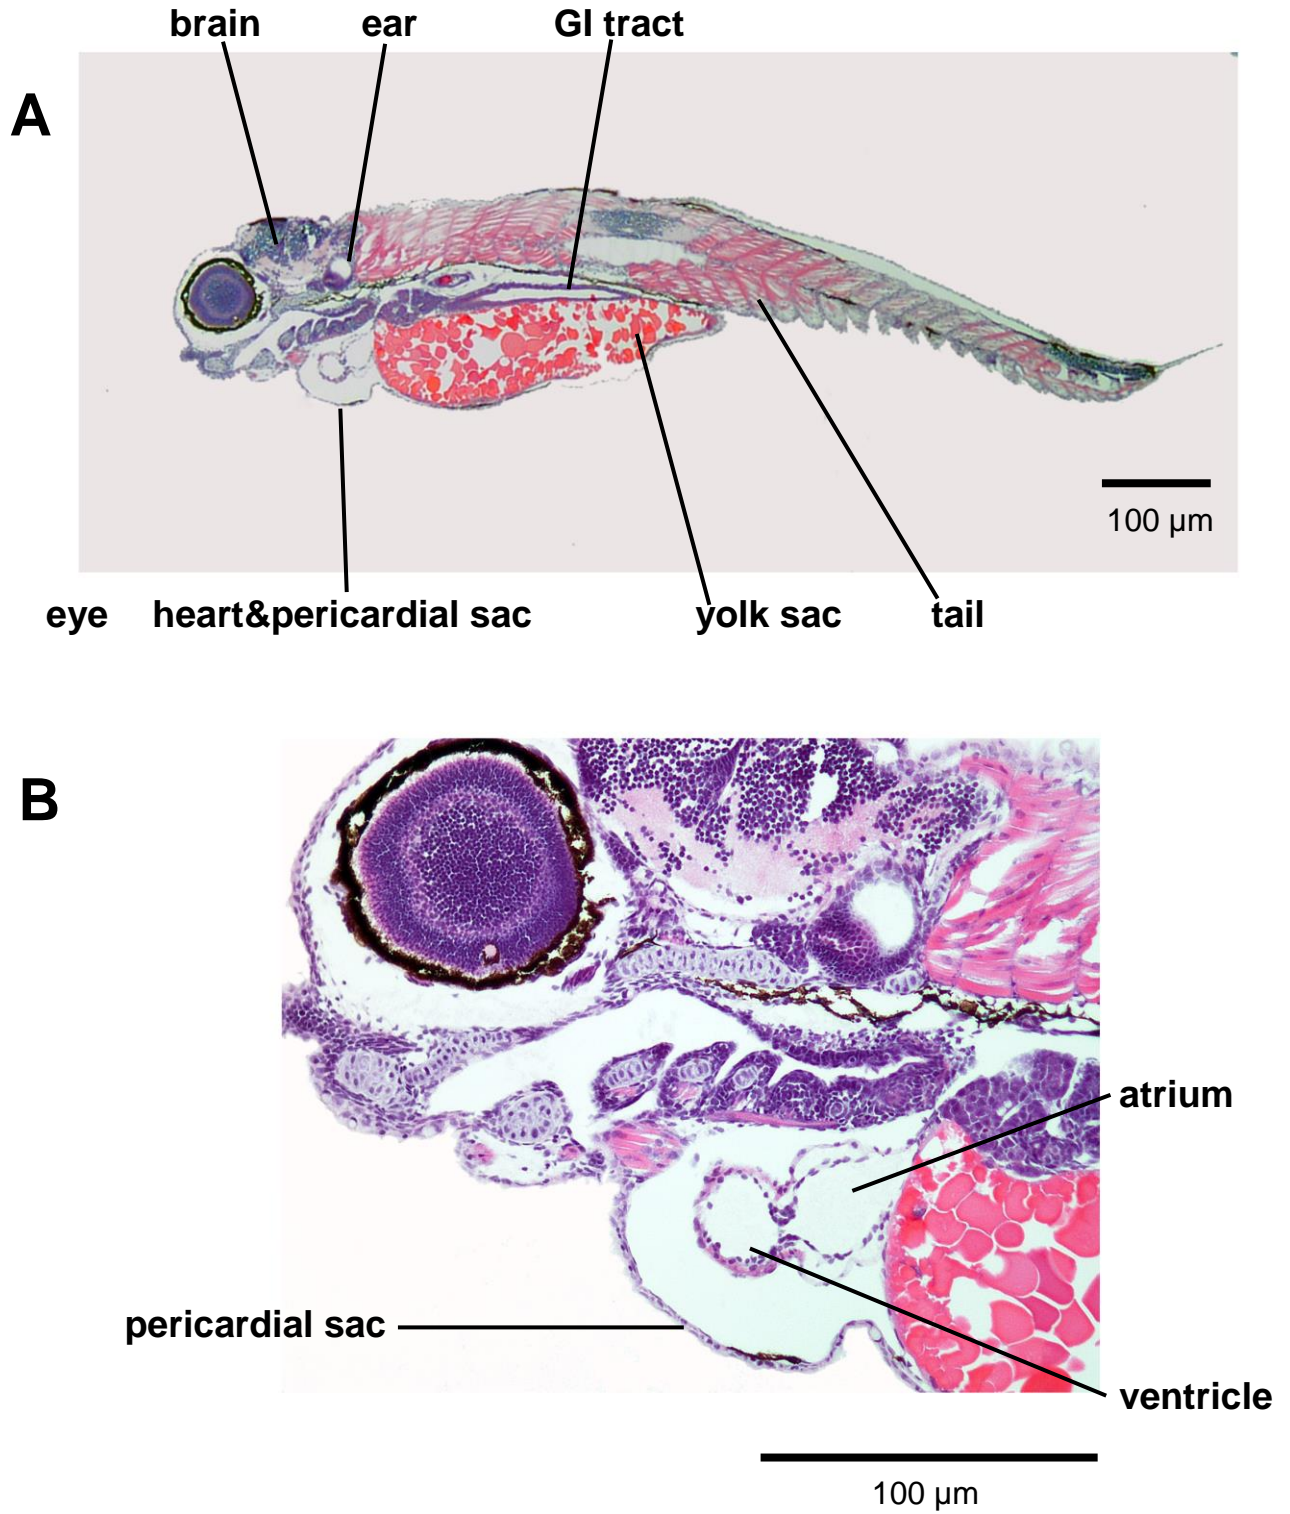 brain ear GI tract
A
100 µm
eye heart&pericardial sac yolk sac tail
B
atrium
pericardial sac
ventricle
100 µm